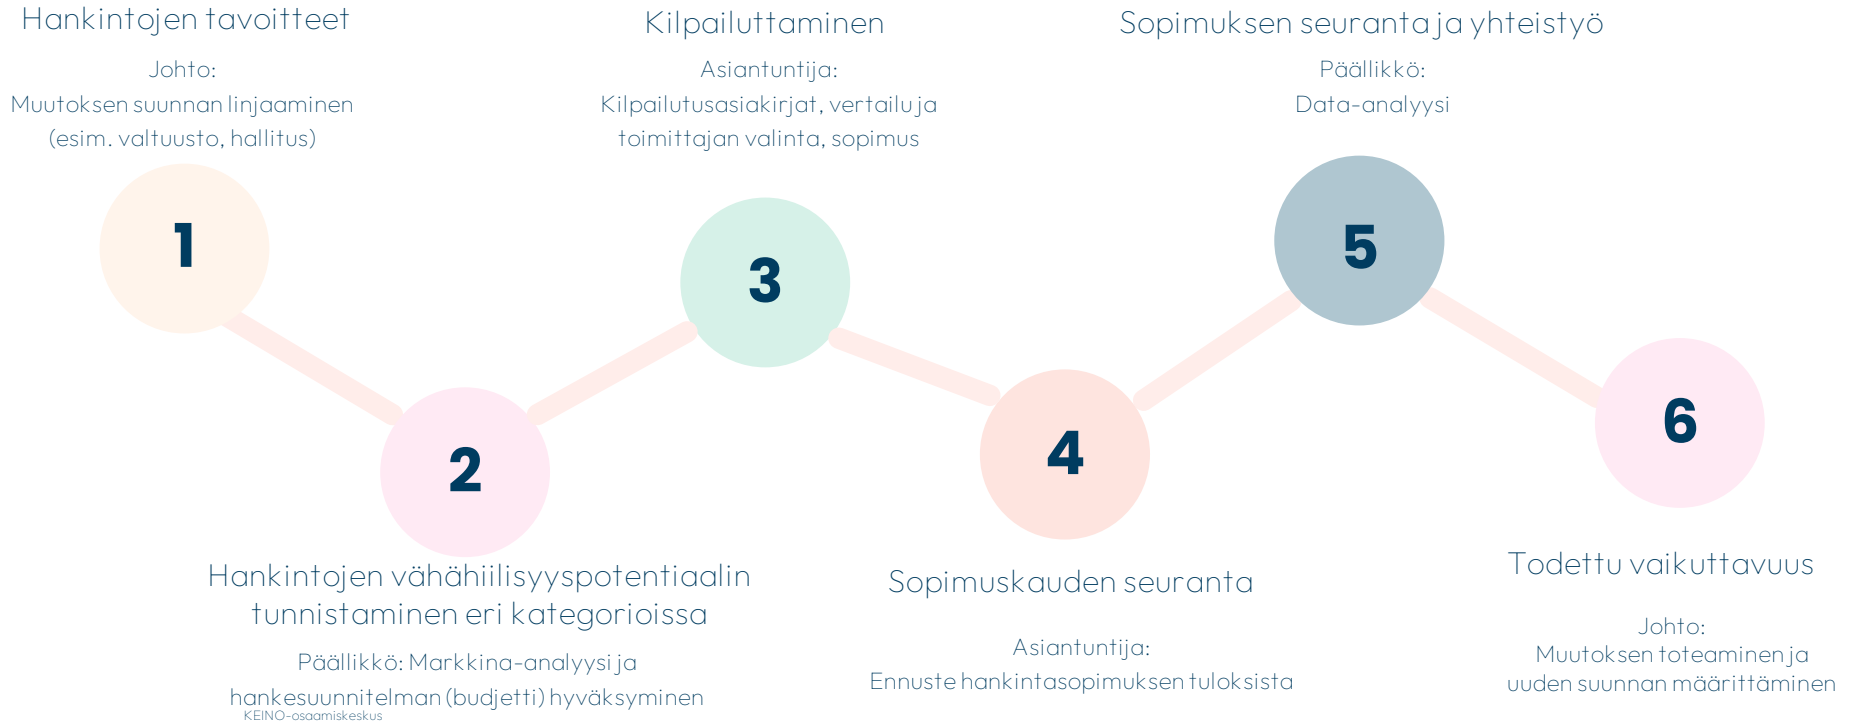 Hankintojen tavoitteet
Johto:
Muutoksen suunnan linjaaminen
(esim. valtuusto, hallitus)
1
Hankintojen vähähiilisyyspotentiaalin
tunnistaminen eri kategorioissa
Päällikkö: Markkina-analyysi ja
hankesuunnitelman (budjetti) hyväksyminen
2
Kilpailuttaminen
Asiantuntija:
Kilpailutusasiakirjat, vertailu ja
toimittajan valinta, sopimus
3
Sopimuskauden seuranta
Asiantuntija:
Ennuste hankintasopimuksen tuloksista
4
Sopimuksen seuranta ja yhteistyö
Päällikkö:
Data-analyysi
5
Todettu vaikuttavuus
Johto:
Muutoksen toteaminen ja
uuden suunnan määrittäminen
6
KEINO-osaamiskeskus